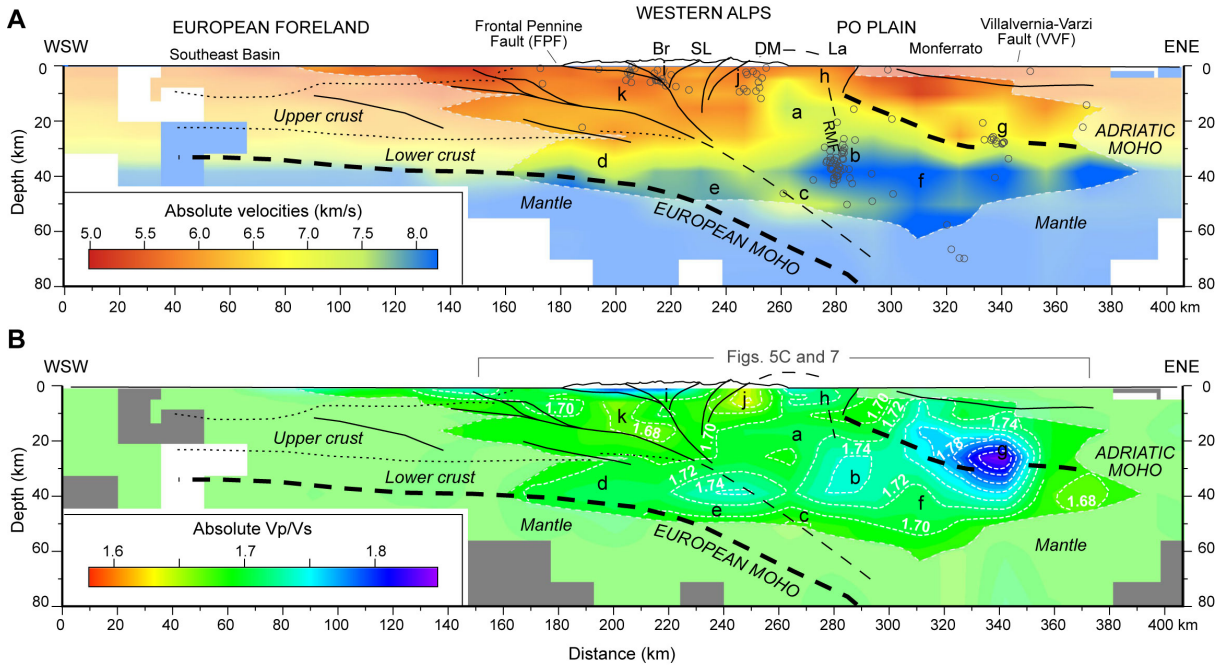 A
EUROPEAN FORELAND
WESTERN ALPS
PO PLAIN
WSW
Southeast Basin
Frontal Pennine
Fault (FPF)
Br
SL
DM
La
Monferrato
Villalvernia-Varzi
Fault (VVF)
ENE
0
20
40
60
80
Depth (km)
Upper crust
Lower crust
Mantle
EUROPEAN MOHO
Mantle
ADRIATIC
MOHO
RMF
i
j
h
k
a
g
d
b
e
c
f
0
20
40
60
80
Absolute velocities (km/s)
5.0 5.5 6.0 6.5 7.0 7.5 8.0
0 20 40 60 80 100 120 140 160 180 200 220 240 260 280 300 320 340 360 380 400 km
B
WSW
Figs. 5C and 7
ENE
0
20
40
60
80
Depth (km)
Upper crust
Lower crust
Mantle
EUROPEAN MOHO
Mantle
ADRIATIC
MOHO
i
j
h
k
a
g
d
b
e
c
f
1.70
1.68
1.70
1.72
1.74
1.74
1.72
1.70
1.70
1.72
1.78
1.74
1.68
0
20
40
60
80
Absolute Vp/Vs
1.6 1.7 1.8
0 20 40 60 80 100 120 140 160 180 200 220 240 260 280 300 320 340 360 380 400 km
Distance (km)